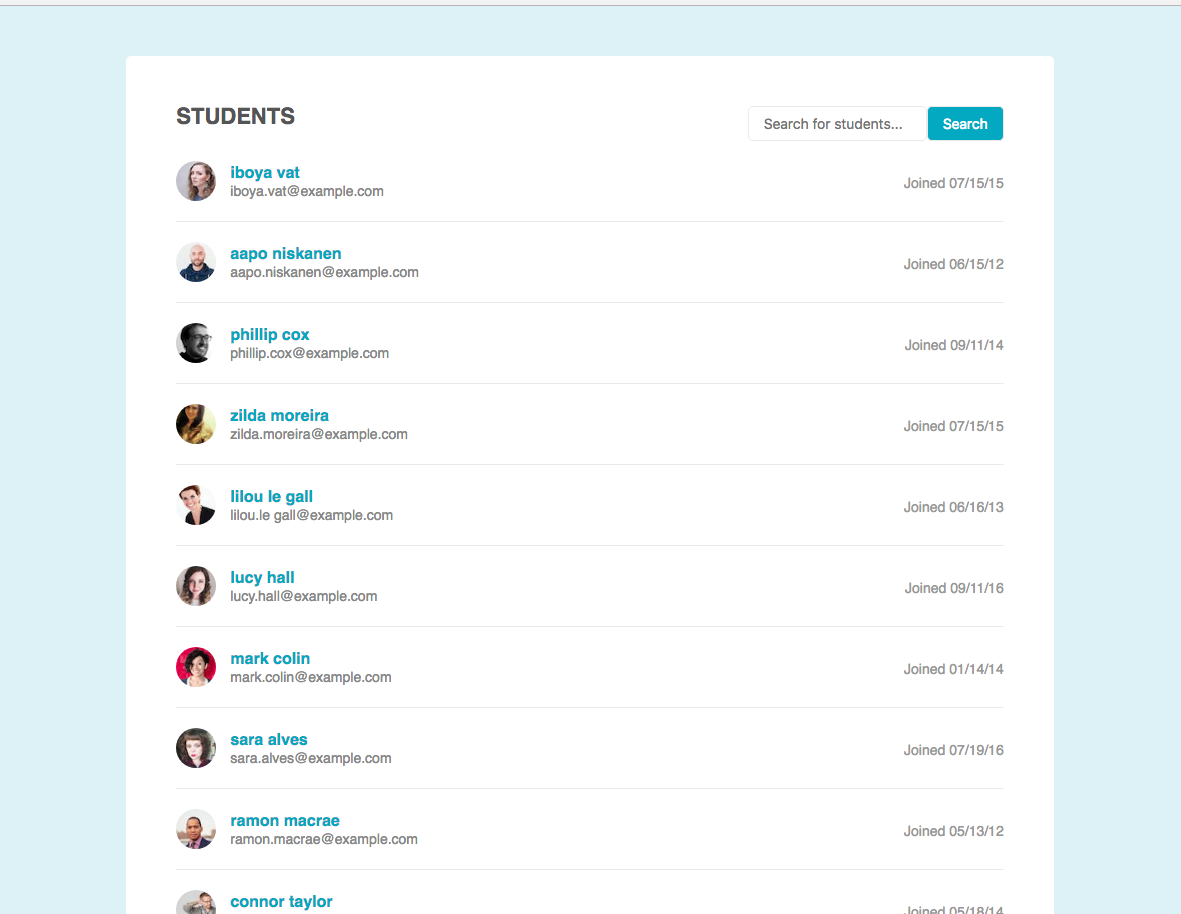 STUDENTS
Search for students...
Search
iboya vat
iboya.vat@example.com
Joined 07/15/15
aapo niskanen
aapo.niskanen@example.com
Joined 06/15/12
phillip cox
phillip.cox@example.com
Joined 09/11/14
zilda moreira
zilda.moreira@example.com
Joined 07/15/15
lilou le gall
lilou.le gall@example.com
Joined 06/16/13
lucy hall
lucy.hall@example.com
Joined 09/11/16
mark colin
mark.colin@example.com
Joined 01/14/14
sara alves
sara.alves@example.com
Joined 07/19/16
ramon macrae
ramon.macrae@example.com
Joined 05/13/12
connor taylor
Joined 05/18/14